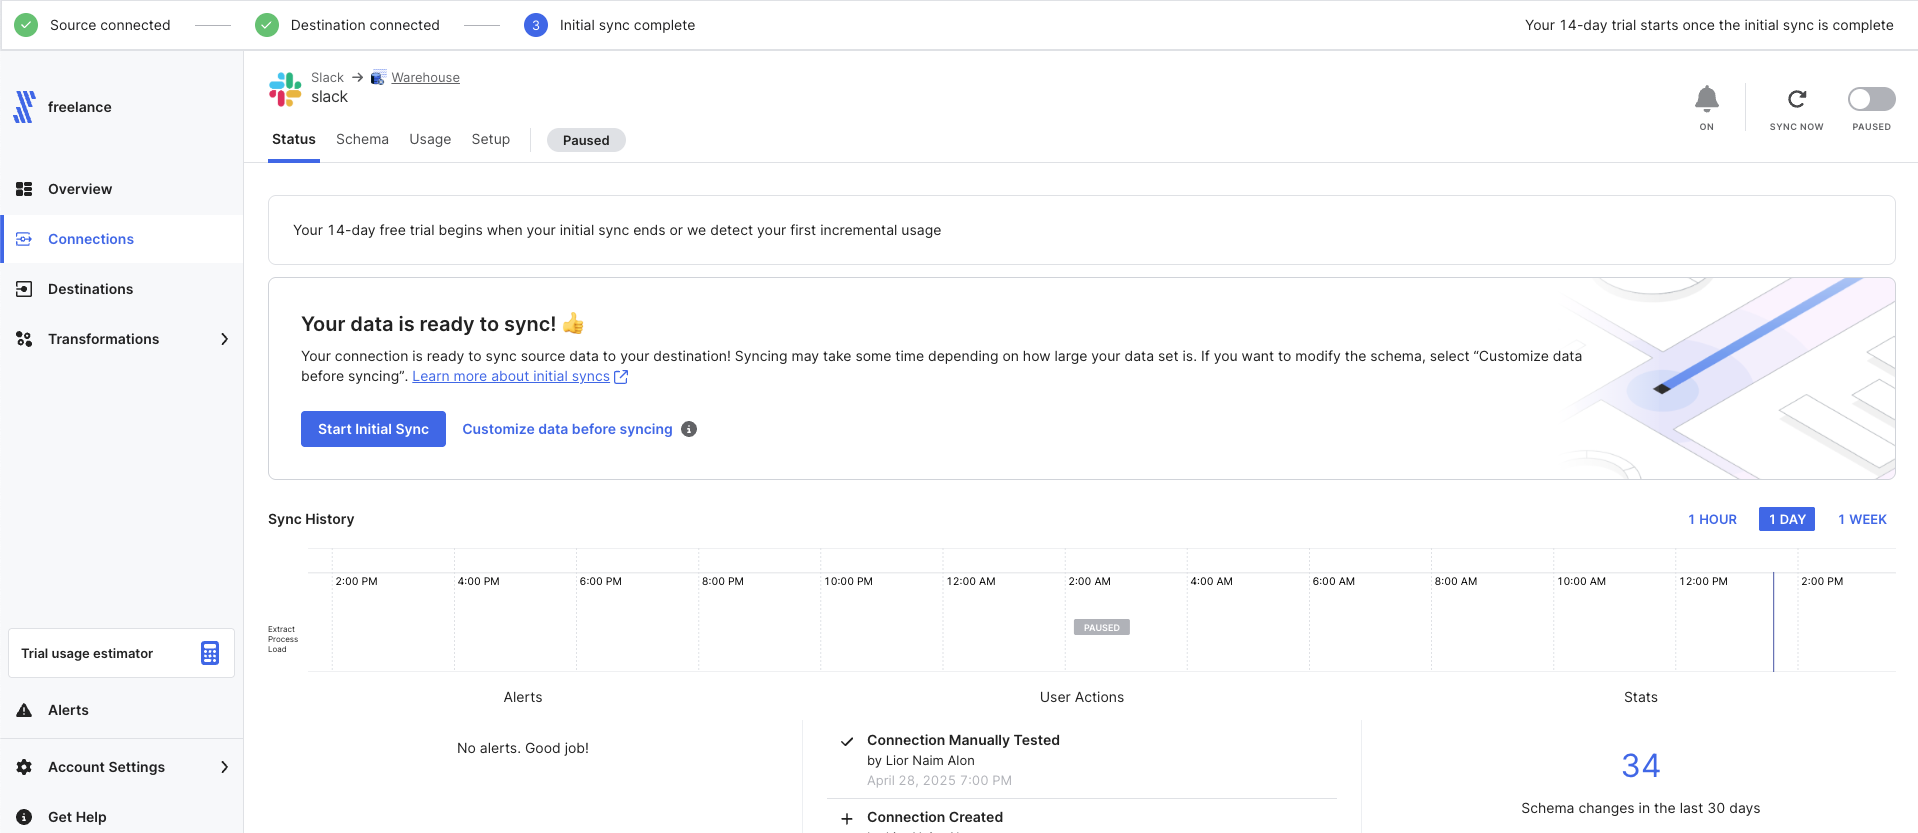 Source connected
Destination connected
3 Initial sync complete
Your 14-day trial starts once the initial sync is complete
freelance
Overview
Connections
Destinations
Transformations
Trial usage estimator
Alerts
Account Settings
Get Help
Slack → Warehouse
slack
Status Schema Usage Setup Paused
ON
SYNC NOW
PAUSED
Your 14-day free trial begins when your initial sync ends or we detect your first incremental usage
Your data is ready to sync! 👍
Your connection is ready to sync source data to your destination! Syncing may take some time depending on how large your data set is. If you want to modify the schema, select “Customize data
before syncing”. Learn more about initial syncs
Start Initial Sync Customize data before syncing
Sync History
1 HOUR 1 DAY 1 WEEK
2:00 PM 4:00 PM 6:00 PM 8:00 PM 10:00 PM 12:00 AM 2:00 AM 4:00 AM 6:00 AM 8:00 AM 10:00 AM 12:00 PM 2:00 PM
Extract
Process
Load
PAUSED
Alerts
No alerts. Good job!
User Actions
Connection Manually Tested
by Lior Naim Alon
April 28, 2025 7:00 PM
Connection Created
Stats
34
Schema changes in the last 30 days